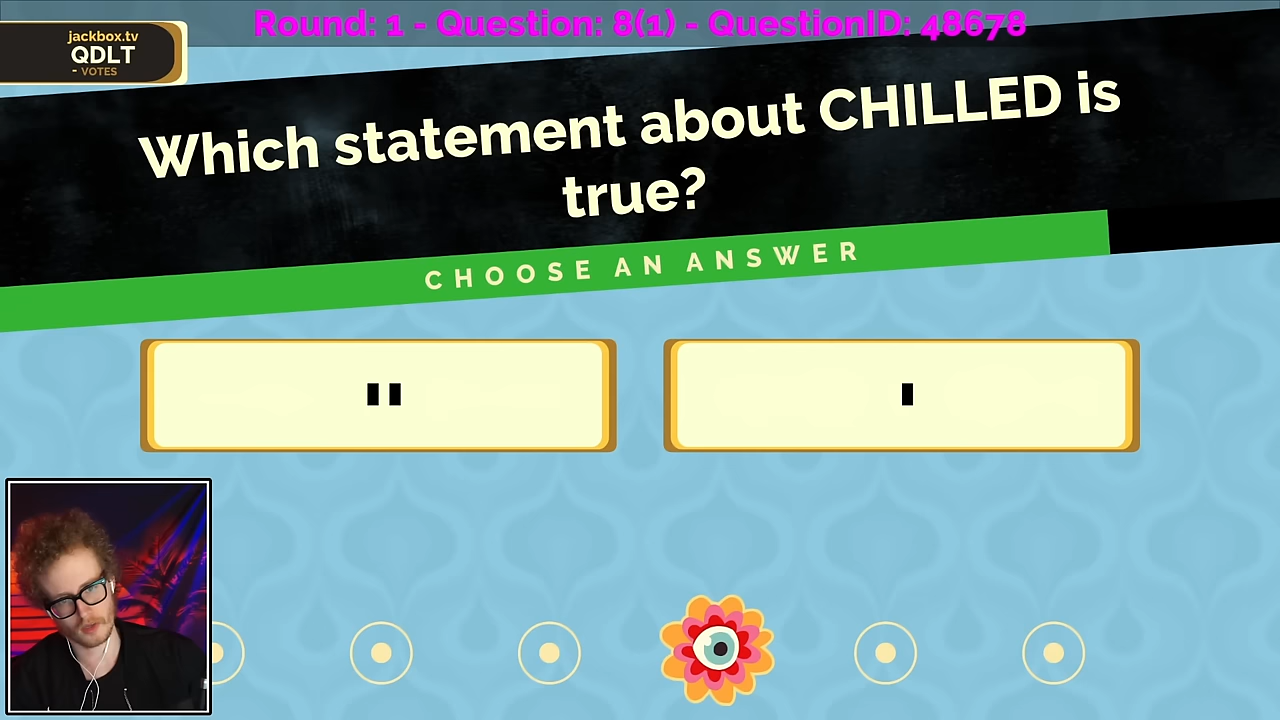 Round: 1 - Question: 8(1) - QuestionID: 48678
jackbox.tv
QDLT
- VOTES
Which statement about CHILLED is
true?
CHOOSE AN ANSWER
"
'